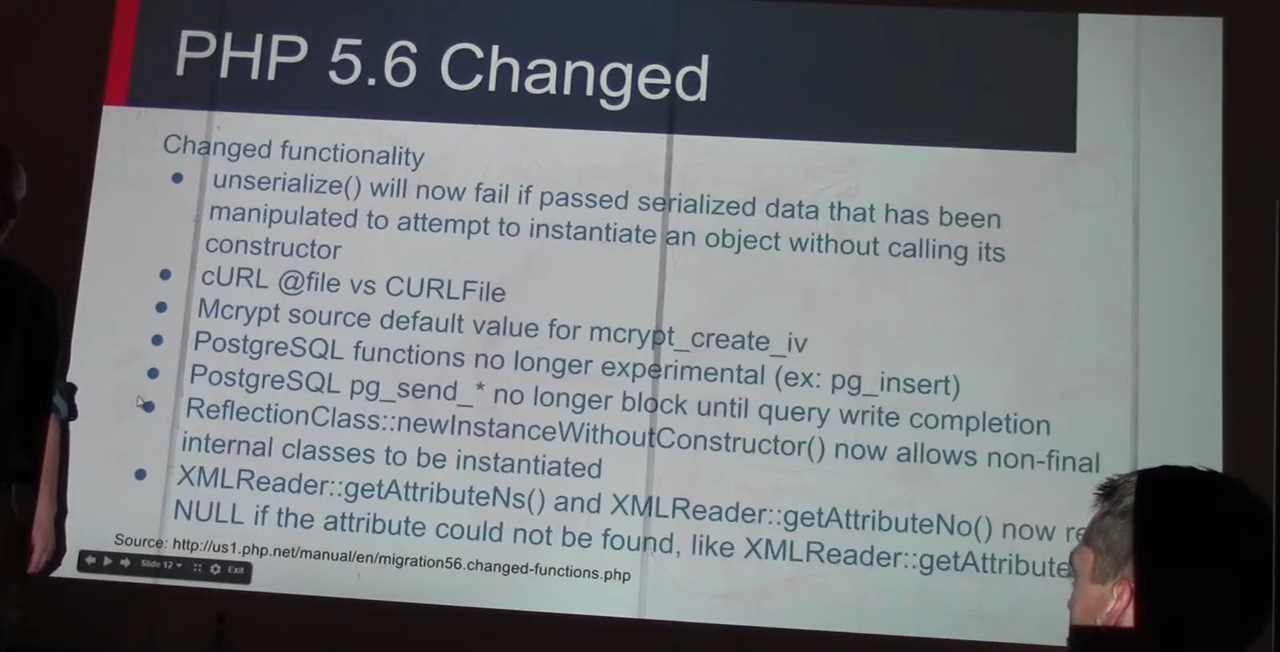 PHP 5.6 Changed
Changed functionality
● unserialize() will now fail if passed serialized data that has been
manipulated to attempt to instantiate an object without calling its
constructor
● cURL @file vs CURLFile
● Mcrypt source default value for mcrypt_create_iv
● PostgreSQL functions no longer experimental (ex: pg_insert)
● PostgreSQL pg_send_* no longer block until query write completion
● ReflectionClass::newInstanceWithoutConstructor() now allows non-final
internal classes to be instantiated
● XMLReader::getAttributeNs() and XMLReader::getAttributeNo() now re
NULL if the attribute could not be found, like XMLReader::getAttribute
Source: http://us1.php.net/manual/en/migration56.changed-functions.php
Slide 12 Exit